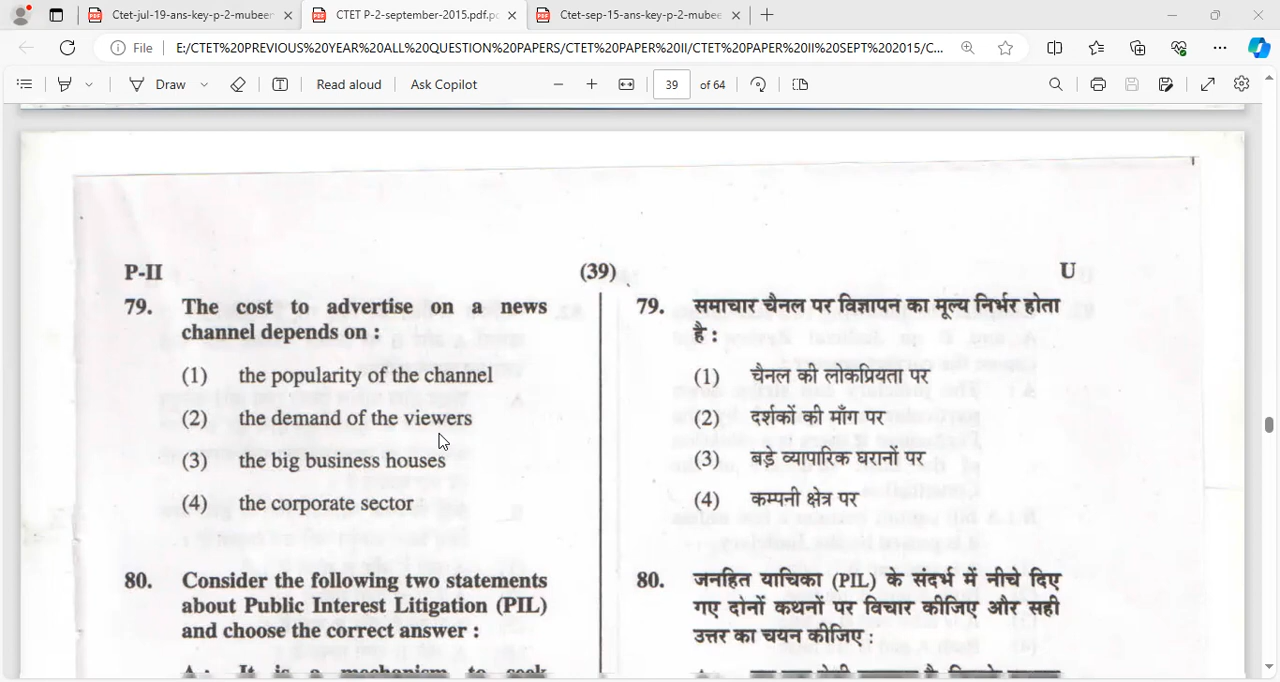 Ctet-jul-19-ans-key-p-2-mubeer
CTET P-2-september-2015.pdf.pc
Ctet-sep-15-ans-key-p-2-mubee
File
E:/CTET%20PREVIOUS%20YEAR%20ALL%20QUESTION%20PAPERS/CTET%20PAPER%20II/CTET%20PAPER%20II%20SEPT%202015/C...
Draw
Read aloud
Ask Copilot
39 of 64
P-II
(39)
U
79. The cost to advertise on a news
channel depends on :
(1) the popularity of the channel
(2) the demand of the viewers
(3) the big business houses
(4) the corporate sector
80. Consider the following two statements
about Public Interest Litigation (PIL)
and choose the correct answer :
A : It is a mechanism to seek
79. समाचार चैनल पर विज्ञापन का मूल्य निर्भर होता
है :
(1) चैनल की लोकप्रियता पर
(2) दर्शकों की माँग पर
(3) बड़े व्यापारिक घरानों पर
(4) कम्पनी क्षेत्र पर
80. जनहित याचिका (PIL) के संदर्भ में नीचे दिए
गए दोनों कथनों पर विचार कीजिए और सही
उत्तर का चयन कीजिए :